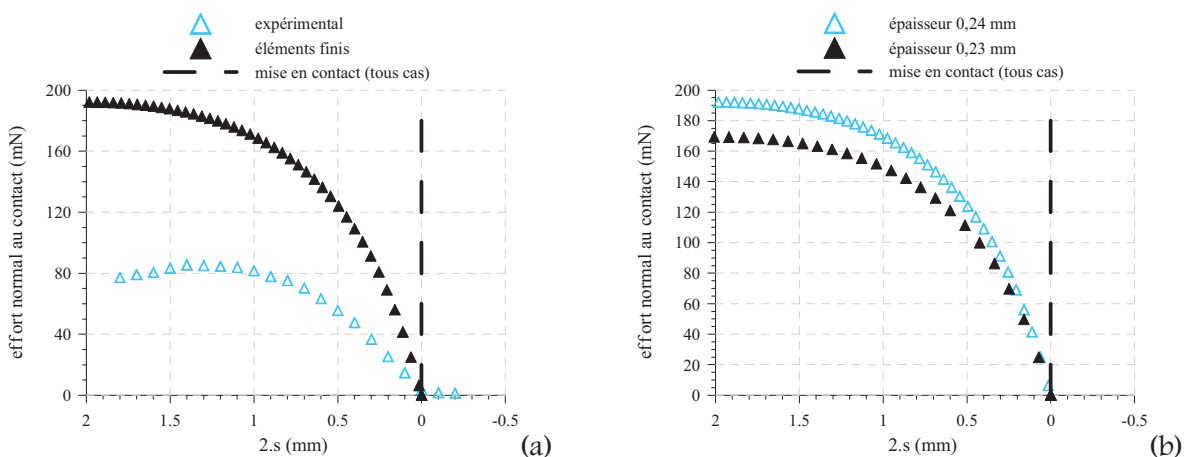 expérimental
éléments finis
mise en contact (tous cas)
200
160
120
80
40
0
effort normal au contact (mN)
2
1.5
1
0.5
0
-0.5
2.s (mm)
(a)
épaisseur 0,24 mm
épaisseur 0,23 mm
mise en contact (tous cas)
200
180
160
140
120
100
80
60
40
20
0
effort normal au contact (mN)
2
1.5
1
0.5
0
-0.5
2.s (mm)
(b)